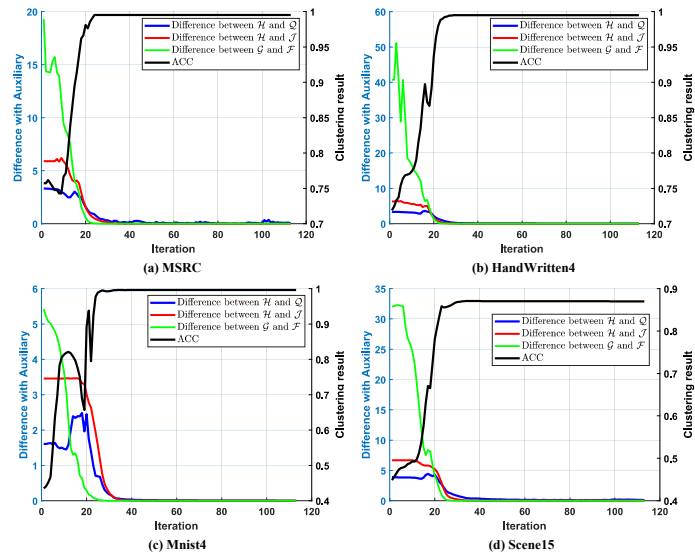 20
15
10
5
0
Difference with Auxiliary
Difference between H and Q
Difference between H and J
Difference between G and F
ACC
1
0.95
0.9
0.85
0.8
0.75
0.7
Clustering result
0 20 40 60 80 100 120
Iteration
(a) MSRC
60
50
40
30
20
10
0
Difference with Auxiliary
Difference between H and Q
Difference between H and J
Difference between G and F
ACC
1
0.95
0.9
0.85
0.8
0.75
0.7
Clustering result
0 20 40 60 80 100 120
Iteration
(b) HandWritten4
6
5
4
3
2
1
0
Difference with Auxiliary
Difference between H and Q
Difference between H and J
Difference between G and F
ACC
1
0.9
0.8
0.7
0.6
0.5
0.4
Clustering result
0 20 40 60 80 100 120
Iteration
(c) Mnist4
35
30
25
20
15
10
5
0
Difference with Auxiliary
Difference between H and Q
Difference between H and J
Difference between G and F
ACC
0.9
0.8
0.7
0.6
0.5
0.4
Clustering result
0 20 40 60 80 100 120
Iteration
(d) Scene15